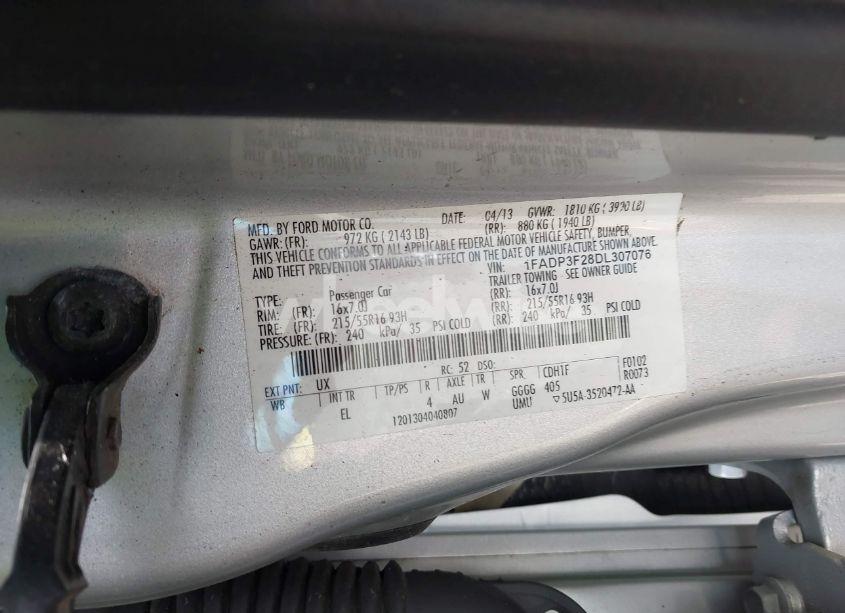 MFD. BY FORD MOTOR CO.
DATE: 04/13 GVWR: 1810 KG ( 3990 LB)
GAWR: (FR): 972 KG ( 2143 LB) (RR): 880 KG ( 1940 LB)
THIS VEHICLE CONFORMS TO ALL APPLICABLE FEDERAL MOTOR VEHICLE SAFETY, BUMPER,
AND THEFT PREVENTION STANDARDS IN EFFECT ON THE DATE OF MANUFACTURE SHOWN ABOVE
VIN: 1FADP3F28DL307076
TYPE: Passenger Car TRAILER TOWING -- SEE OWNER GUIDE
RIM: (FR): 16x7.0J (RR): 16x7.0J
TIRE: (FR): 215/55R16 93H (RR): 215/55R16 93H
PRESSURE: (FR): 240 kPa/ 35 PSI COLD (RR): 240 kPa/ 35 PSI COLD
RC: 52 DSO: F0102
EXT PNT: UX CDH1F R0073
WB INT TR TP/PS R AXLE TR SPR
EL 4 AU W GGGG 405
UMU ▽5U5A-3520472-AA
1201304040807